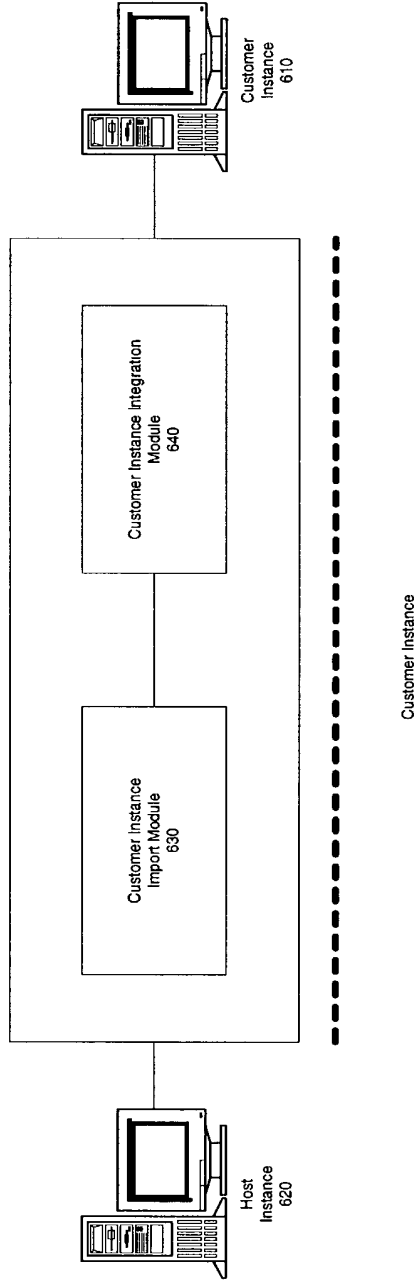 Host
Instance
620
Customer Instance
Import Module
630
Customer Instance Integration
Module
640
Customer
Instance
610
Customer Instance